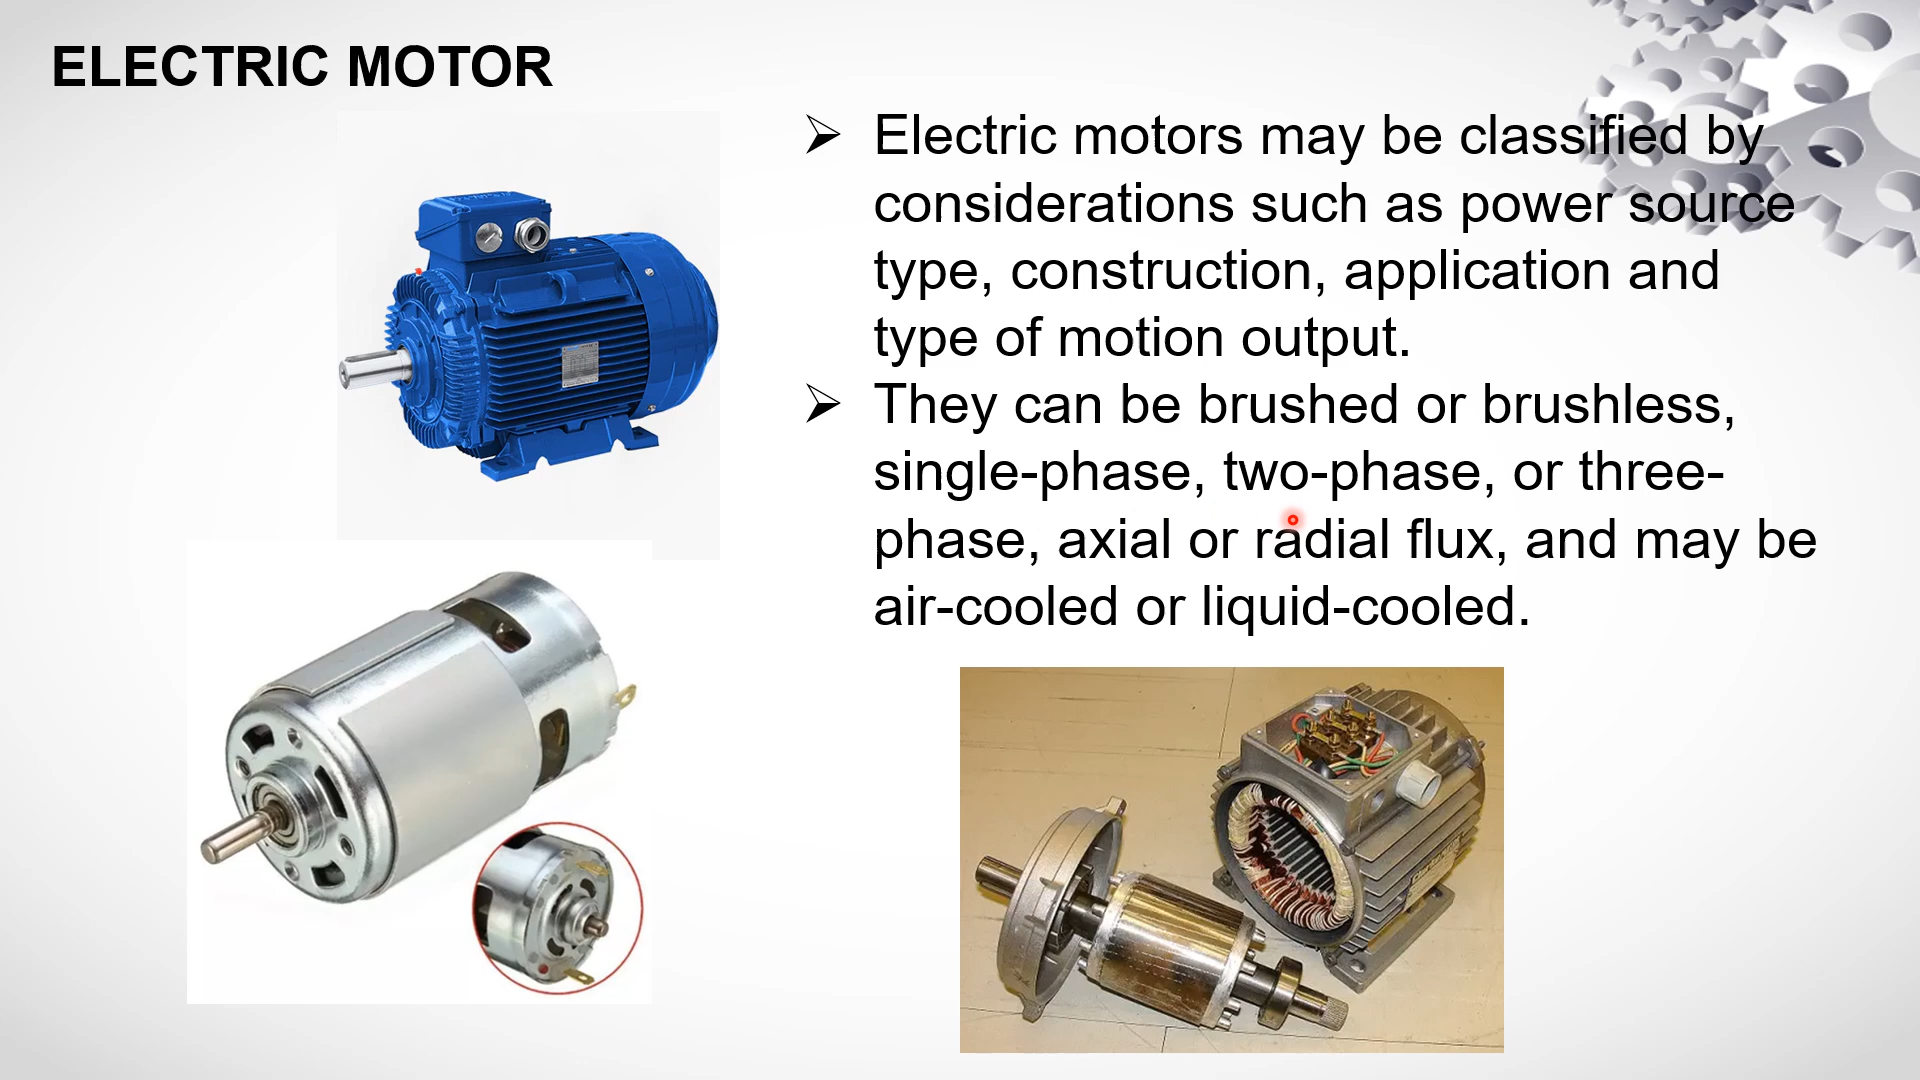 ELECTRIC MOTOR
➢ Electric motors may be classified by
considerations such as power source
type, construction, application and
type of motion output.
➢ They can be brushed or brushless,
single-phase, two-phase, or three-
phase, axial or radial flux, and may be
air-cooled or liquid-cooled.